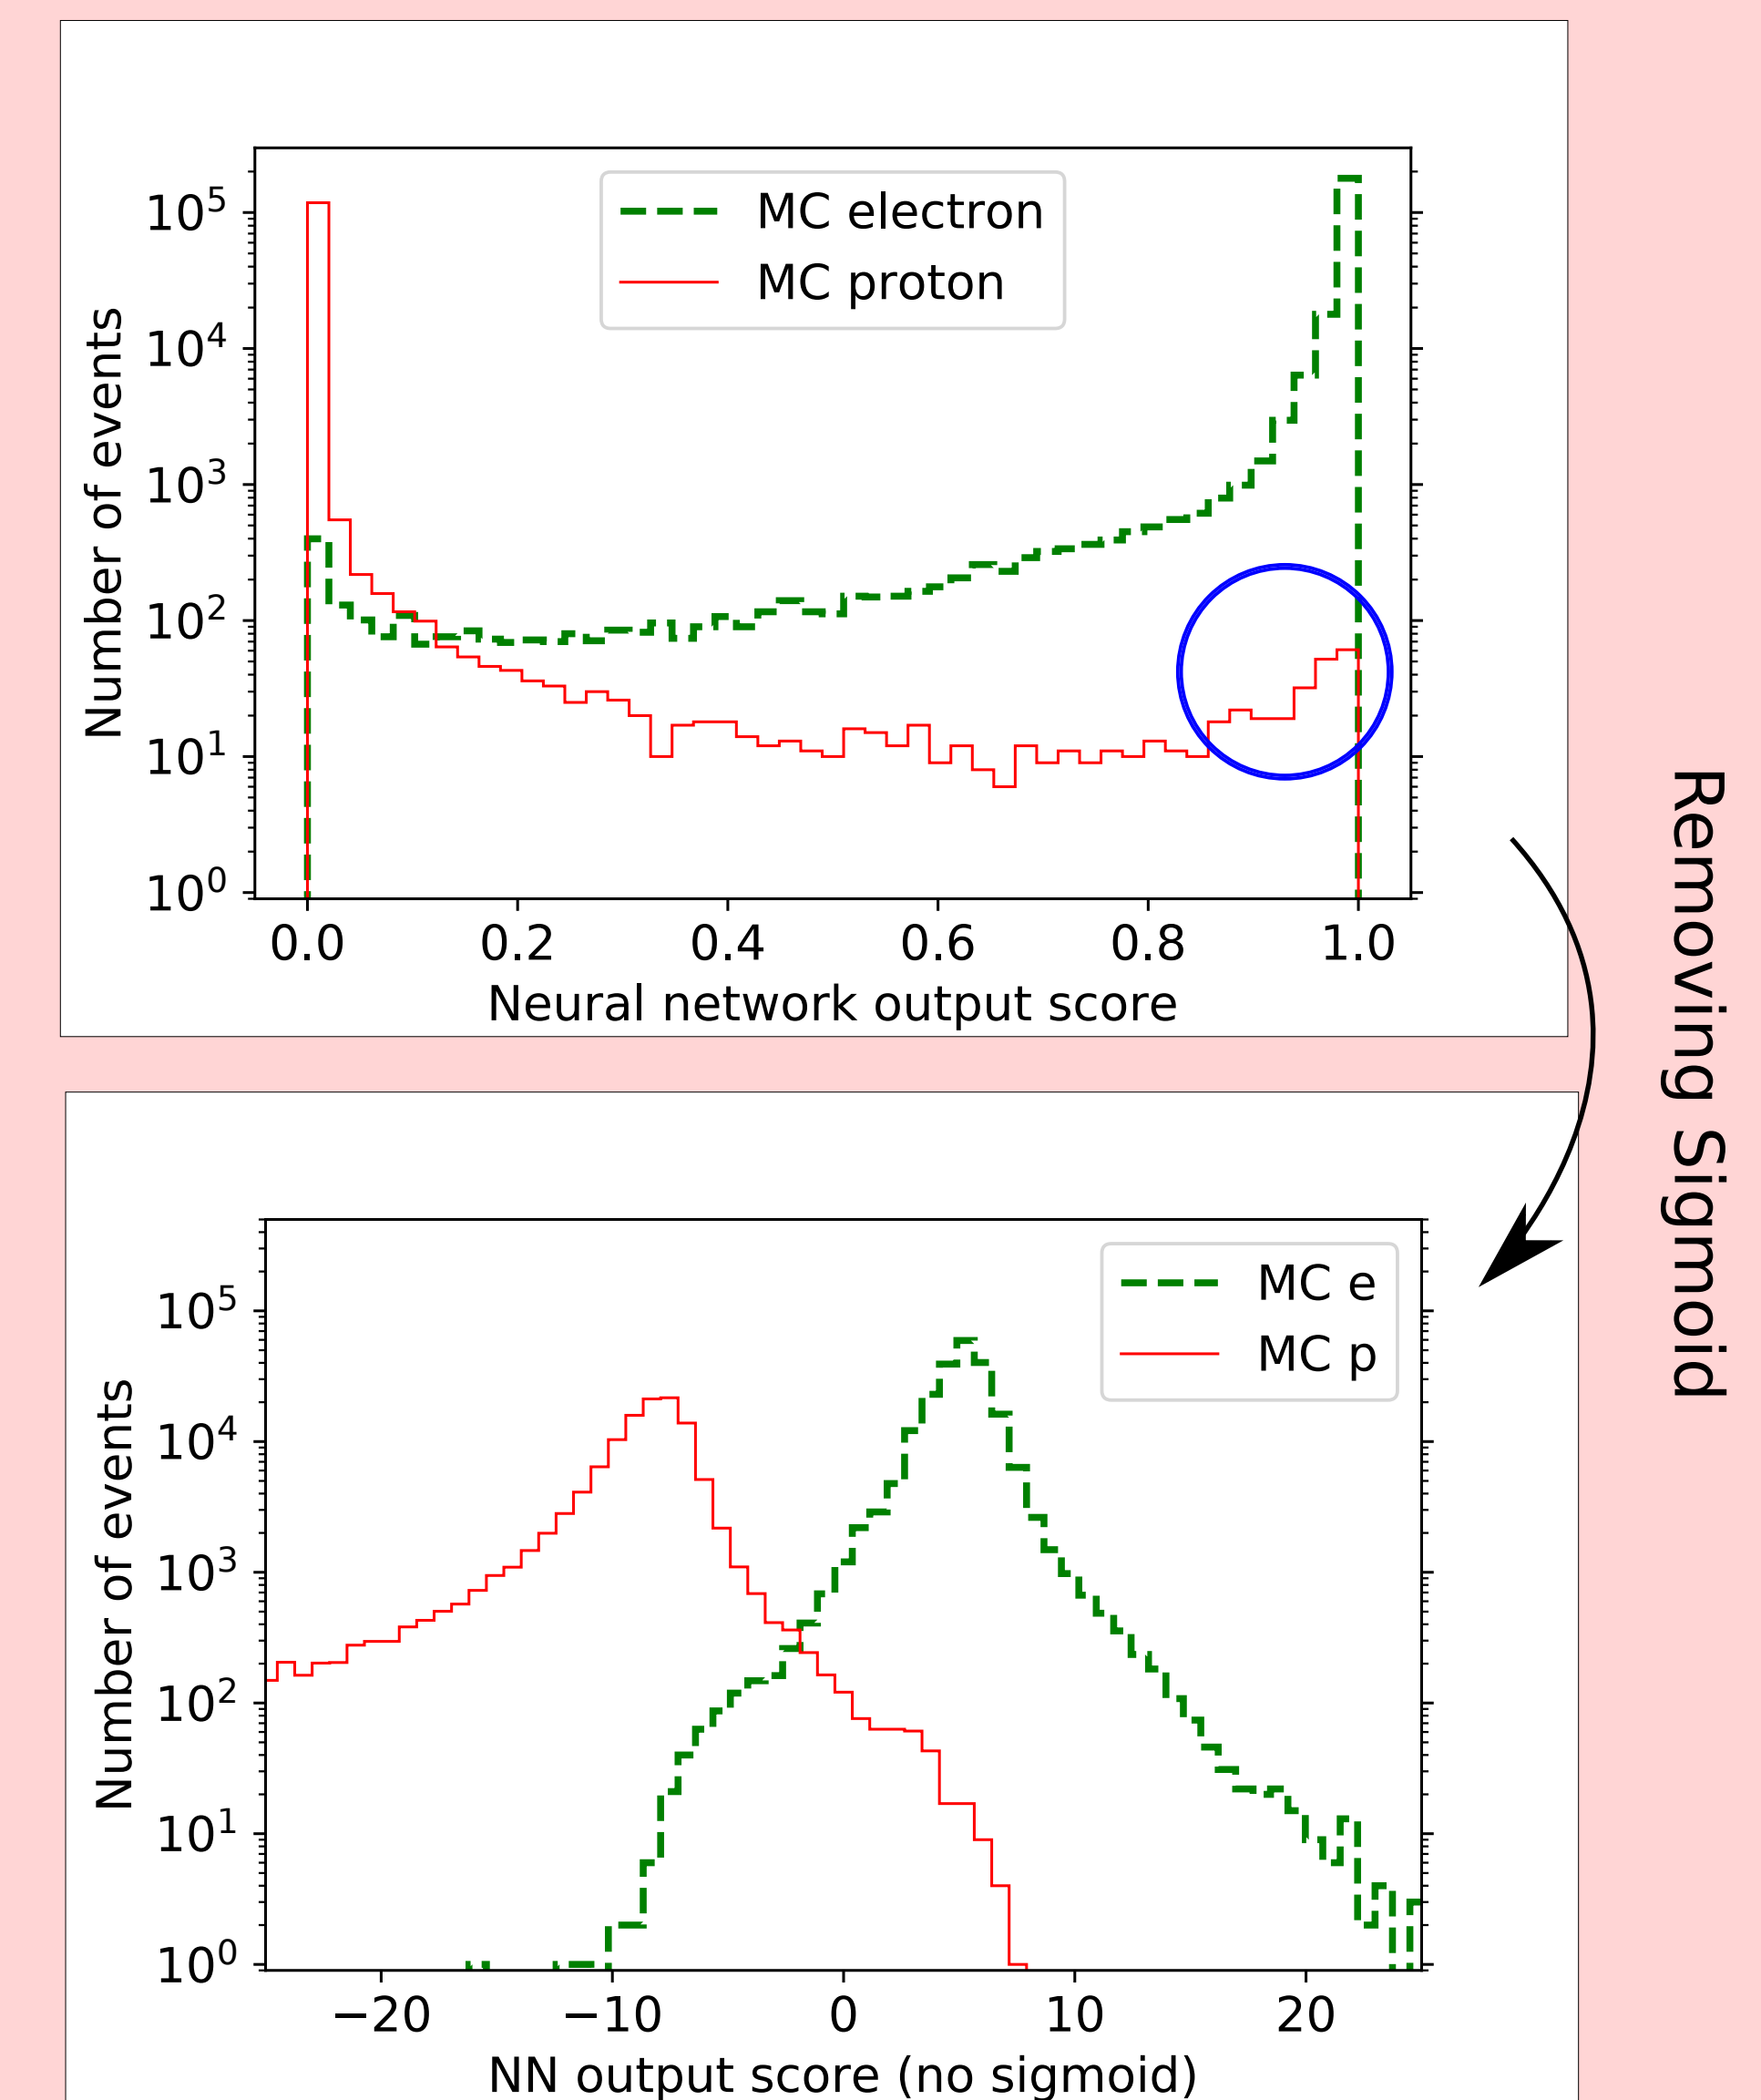 10^5
10^4
10^3
10^2
10^1
10^0
Number of events
MC electron
MC proton
0.0 0.2 0.4 0.6 0.8 1.0
Neural network output score
Removing Sigmoid
10^5
10^4
10^3
10^2
10^1
10^0
Number of events
MC e
MC p
−20 −10 0 10 20
NN output score (no sigmoid)